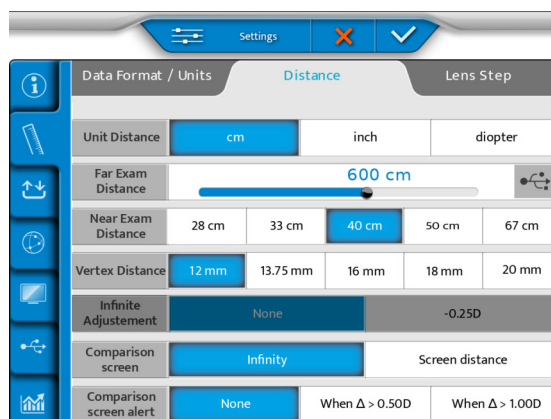 Settings
Data Format / Units Distance Lens Step
Unit Distance cm inch diopter
Far Exam
Distance
600 cm
Near Exam
Distance
28 cm 33 cm 40 cm 50 cm 67 cm
Vertex Distance 12 mm 13.75 mm 16 mm 18 mm 20 mm
Infinite
Adjustement
None -0.25D
Comparison
screen
Infinity Screen distance
Comparison
screen alert
None When Δ > 0.50D When Δ > 1.00D